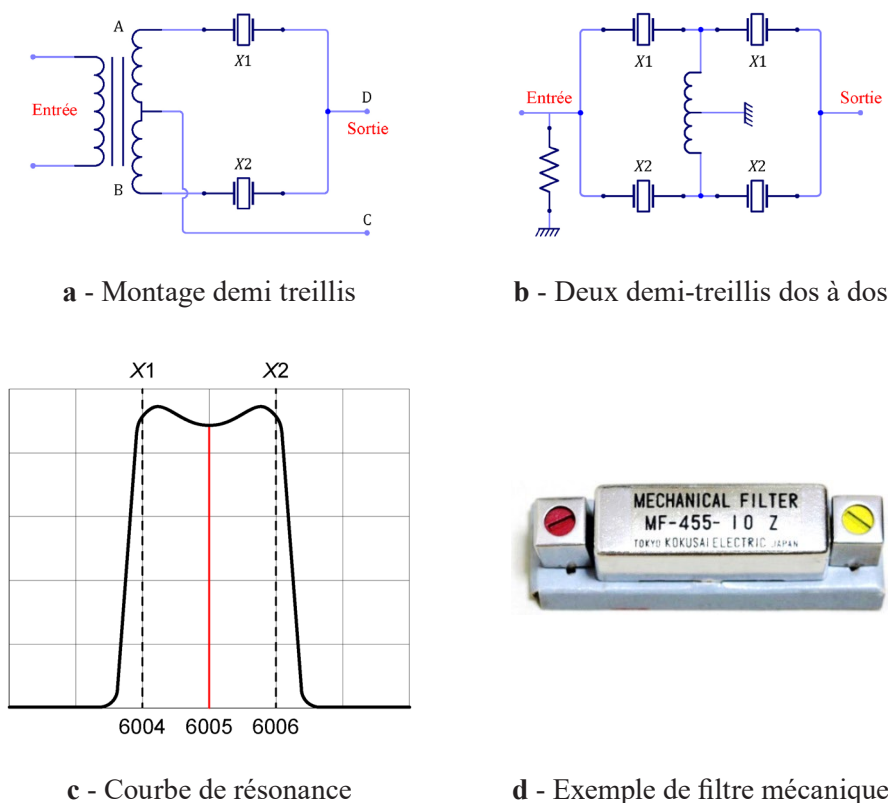 A
X1
Entrée
D
Sortie
X2
B
C
a - Montage demi treillis
X1
X1
Entrée
Sortie
X2
X2
b - Deux demi-treillis dos à dos
X1
X2
6004 6005 6006
c - Courbe de résonance
MECHANICAL FILTER
MF-455- 10 Z
TOKYO KOKUSAI ELECTRIC JAPAN
d - Exemple de filtre mécanique